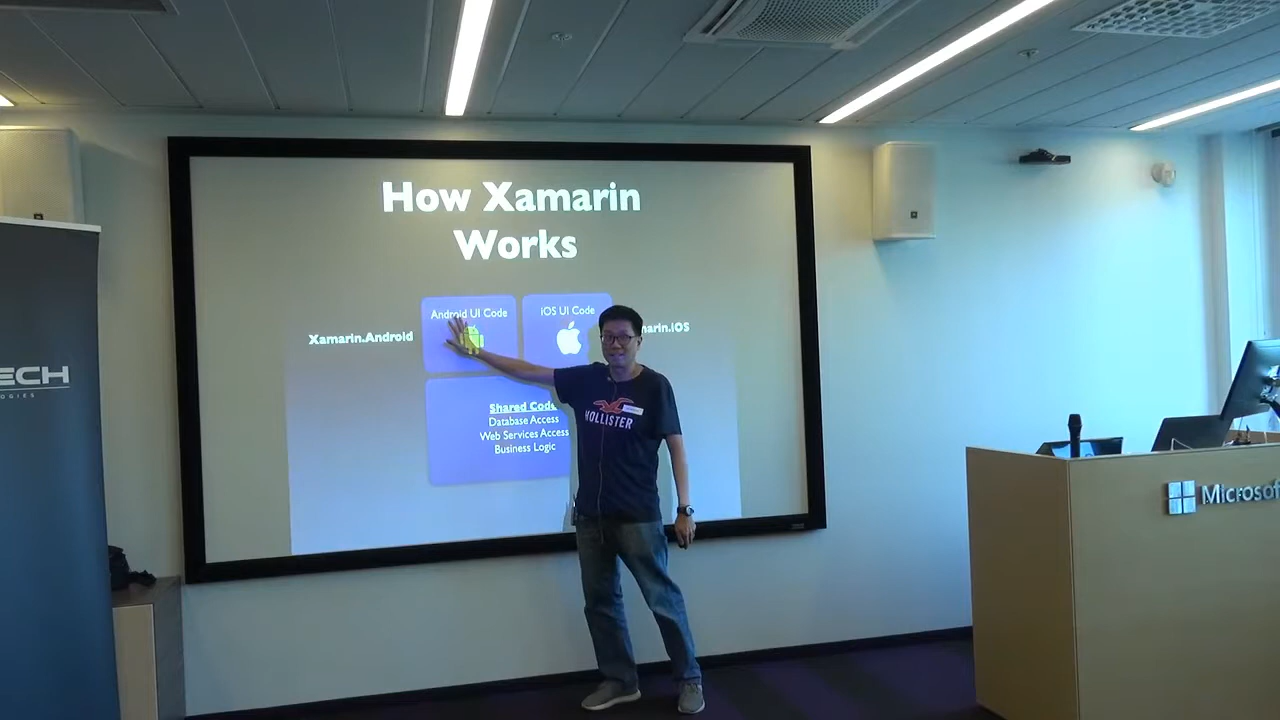 How Xamarin
Works
Android UI Code
iOS UI Code
Xamarin.Android
Shared Code
Database Access
Web Services Access
Business Logic
HOLLISTER
Microsof
ECH